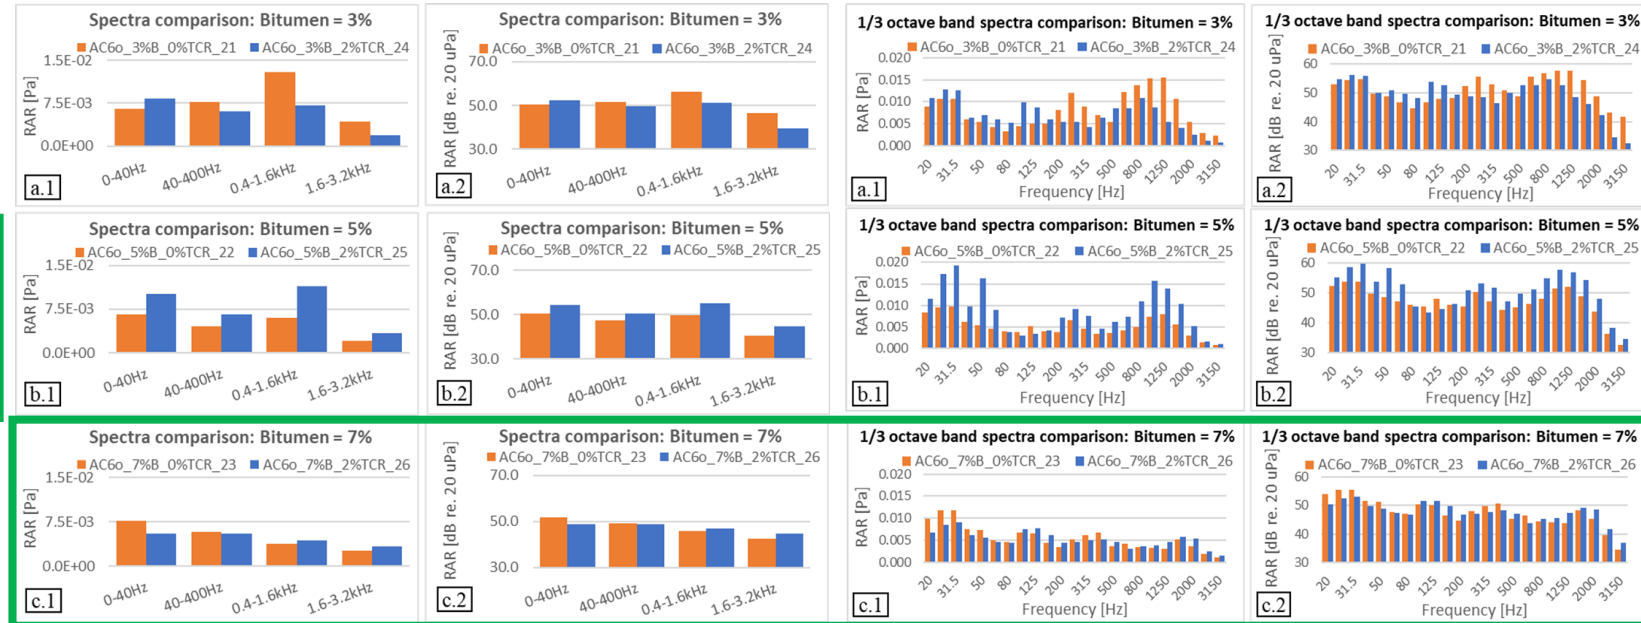 Spectra comparison: Bitumen = 3%
AC6o_3%B_0%TCR_21 AC6o_3%B_2%TCR_24
1.5E-02
7.5E-03
0.0E+00
RAR [Pa]
0-40Hz 40-400Hz 0.4-1.6kHz 1.6-3.2kHz
a.1
Spectra comparison: Bitumen = 3%
AC6o_3%B_0%TCR_21 AC6o_3%B_2%TCR_24
70.0
50.0
30.0
RAR [dB re. 20 uPa]
0-40Hz 40-400Hz 0.4-1.6kHz 1.6-3.2kHz
a.2
1/3 octave band spectra comparison: Bitumen = 3%
AC6o_3%B_0%TCR_21 AC6o_3%B_2%TCR_24
0.020
0.015
0.010
0.005
0.000
RAR [Pa]
20 31.5 50 80 125 200 315 500 800 1250 2000 3150
Frequency [Hz]
a.1
1/3 octave band spectra comparison: Bitumen = 3%
AC6o_3%B_0%TCR_21 AC6o_3%B_2%TCR_24
60
50
40
30
RAR [dB re. 20 uPa]
20 31.5 50 80 125 200 315 500 800 1250 2000 3150
Frequency [Hz]
a.2
Spectra comparison: Bitumen = 5%
AC6o_5%B_0%TCR_22 AC6o_5%B_2%TCR_25
1.5E-02
7.5E-03
0.0E+00
RAR [Pa]
0-40Hz 40-400Hz 0.4-1.6kHz 1.6-3.2kHz
b.1
Spectra comparison: Bitumen = 5%
AC6o_5%B_0%TCR_22 AC6o_5%B_2%TCR_25
70.0
50.0
30.0
RAR [dB re. 20 uPa]
0-40Hz 40-400Hz 0.4-1.6kHz 1.6-3.2kHz
b.2
1/3 octave band spectra comparison: Bitumen = 5%
AC6o_5%B_0%TCR_22 AC6o_5%B_2%TCR_25
0.020
0.015
0.010
0.005
0.000
RAR [Pa]
20 31.5 50 80 125 200 315 500 800 1250 2000 3150
Frequency [Hz]
b.1
1/3 octave band spectra comparison: Bitumen = 5%
AC6o_5%B_0%TCR_22 AC6o_5%B_2%TCR_25
60
50
40
30
RAR [dB re. 20 uPa]
20 31.5 50 80 125 200 315 500 800 1250 2000 3150
Frequency [Hz]
b.2
Spectra comparison: Bitumen = 7%
AC6o_7%B_0%TCR_23 AC6o_7%B_2%TCR_26
1.5E-02
7.5E-03
0.0E+00
RAR [Pa]
0-40Hz 40-400Hz 0.4-1.6kHz 1.6-3.2kHz
c.1
Spectra comparison: Bitumen = 7%
AC6o_7%B_0%TCR_23 AC6o_7%B_2%TCR_26
70.0
50.0
30.0
RAR [dB re. 20 uPa]
0-40Hz 40-400Hz 0.4-1.6kHz 1.6-3.2kHz
c.2
1/3 octave band spectra comparison: Bitumen = 7%
AC6o_7%B_0%TCR_23 AC6o_7%B_2%TCR_26
0.020
0.015
0.010
0.005
0.000
RAR [Pa]
20 31.5 50 80 125 200 315 500 800 1250 2000 3150
Frequency [Hz]
c.1
1/3 octave band spectra comparison: Bitumen = 7%
AC6o_7%B_0%TCR_23 AC6o_7%B_2%TCR_26
60
50
40
30
RAR [dB re. 20 uPa]
20 31.5 50 80 125 200 315 500 800 1250 2000 3150
Frequency [Hz]
c.2